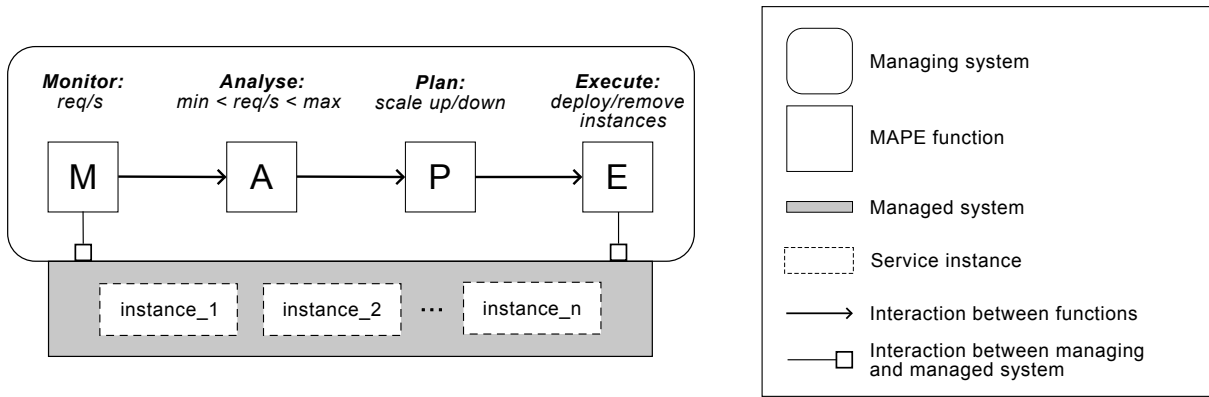 Monitor:
req/s
Analyse:
min < req/s < max
Plan:
scale up/down
Execute:
deploy/remove
instances
M
A
P
E
instance_1
instance_2
...
instance_n
Managing system
MAPE function
Managed system
Service instance
Interaction between functions
Interaction between managing
and managed system